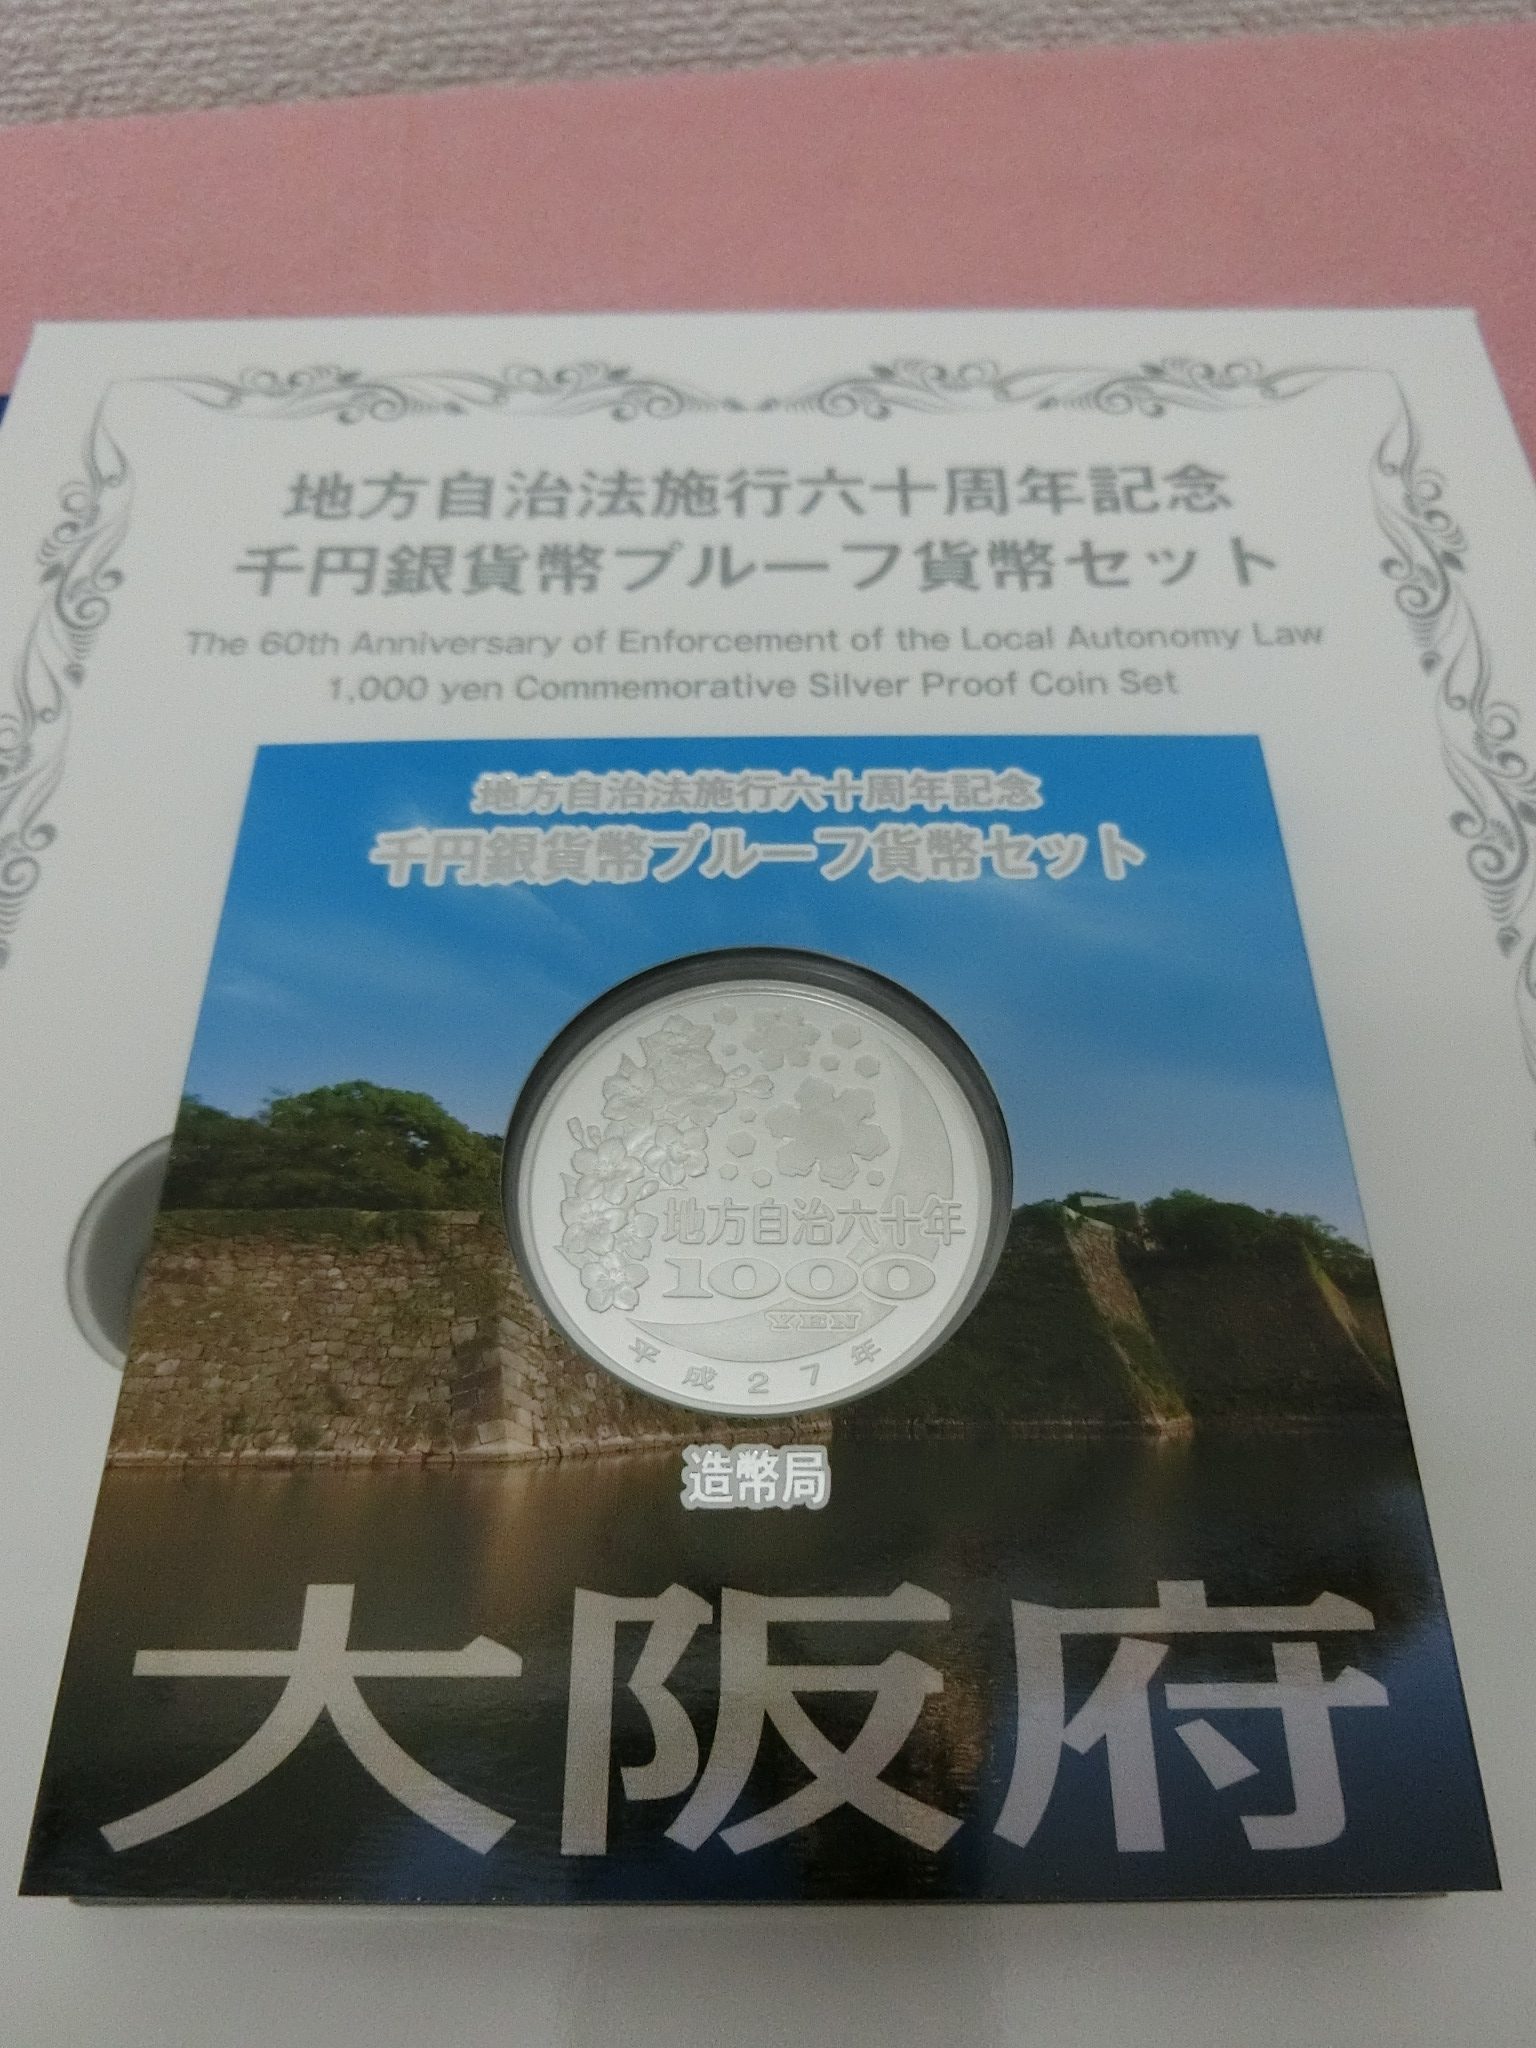 地方自治法施行六十周年記念
千円銀貨幣プルーフ貨幣セット
The 60th Anniversary of Enforcement of the Local Autonomy Law
1,000 yen Commemorative Silver Proof Coin Set
地方自治法施行六十周年記念
千円銀貨幣プルーフ貨幣セット
地方自治六十年
1000
YEN
平成27年
造幣局
大阪府